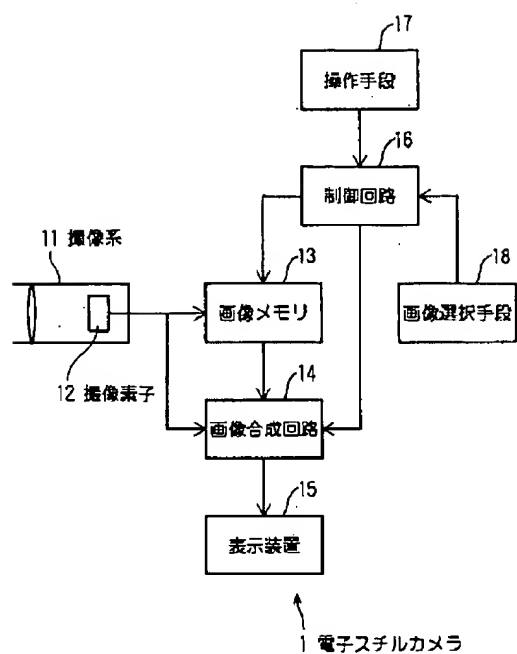 17
操作手段
16
制御回路
11 撮像系
13
18
画像メモリ
画像選択手段
12 撮像素子
14
画像合成回路
15
表示装置
1 電子スチルカメラ